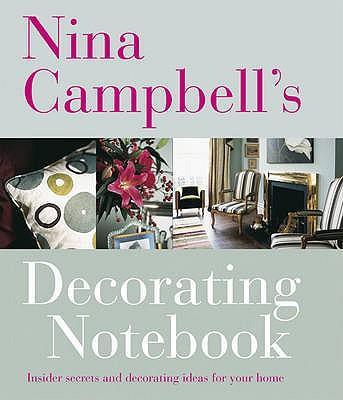 Nina
Campbell's
Decorating
Notebook
Insider secrets and decorating ideas for your home